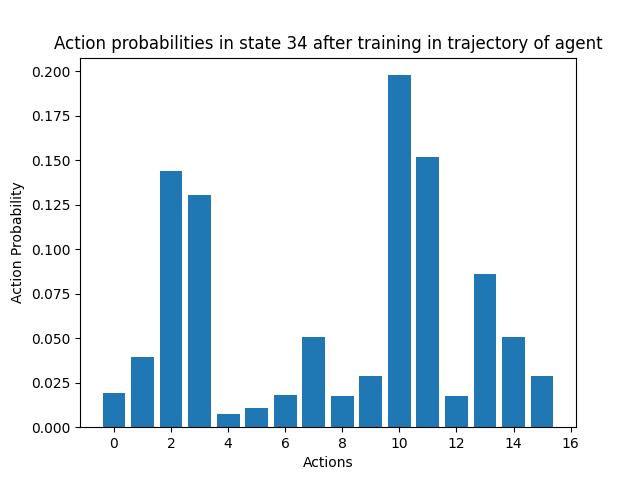 Action probabilities in state 34 after training in trajectory of agent
0.200
0.175
0.150
0.125
0.100
0.075
0.050
0.025
0.000
Action Probability
0 2 4 6 8 10 12 14 16
Actions